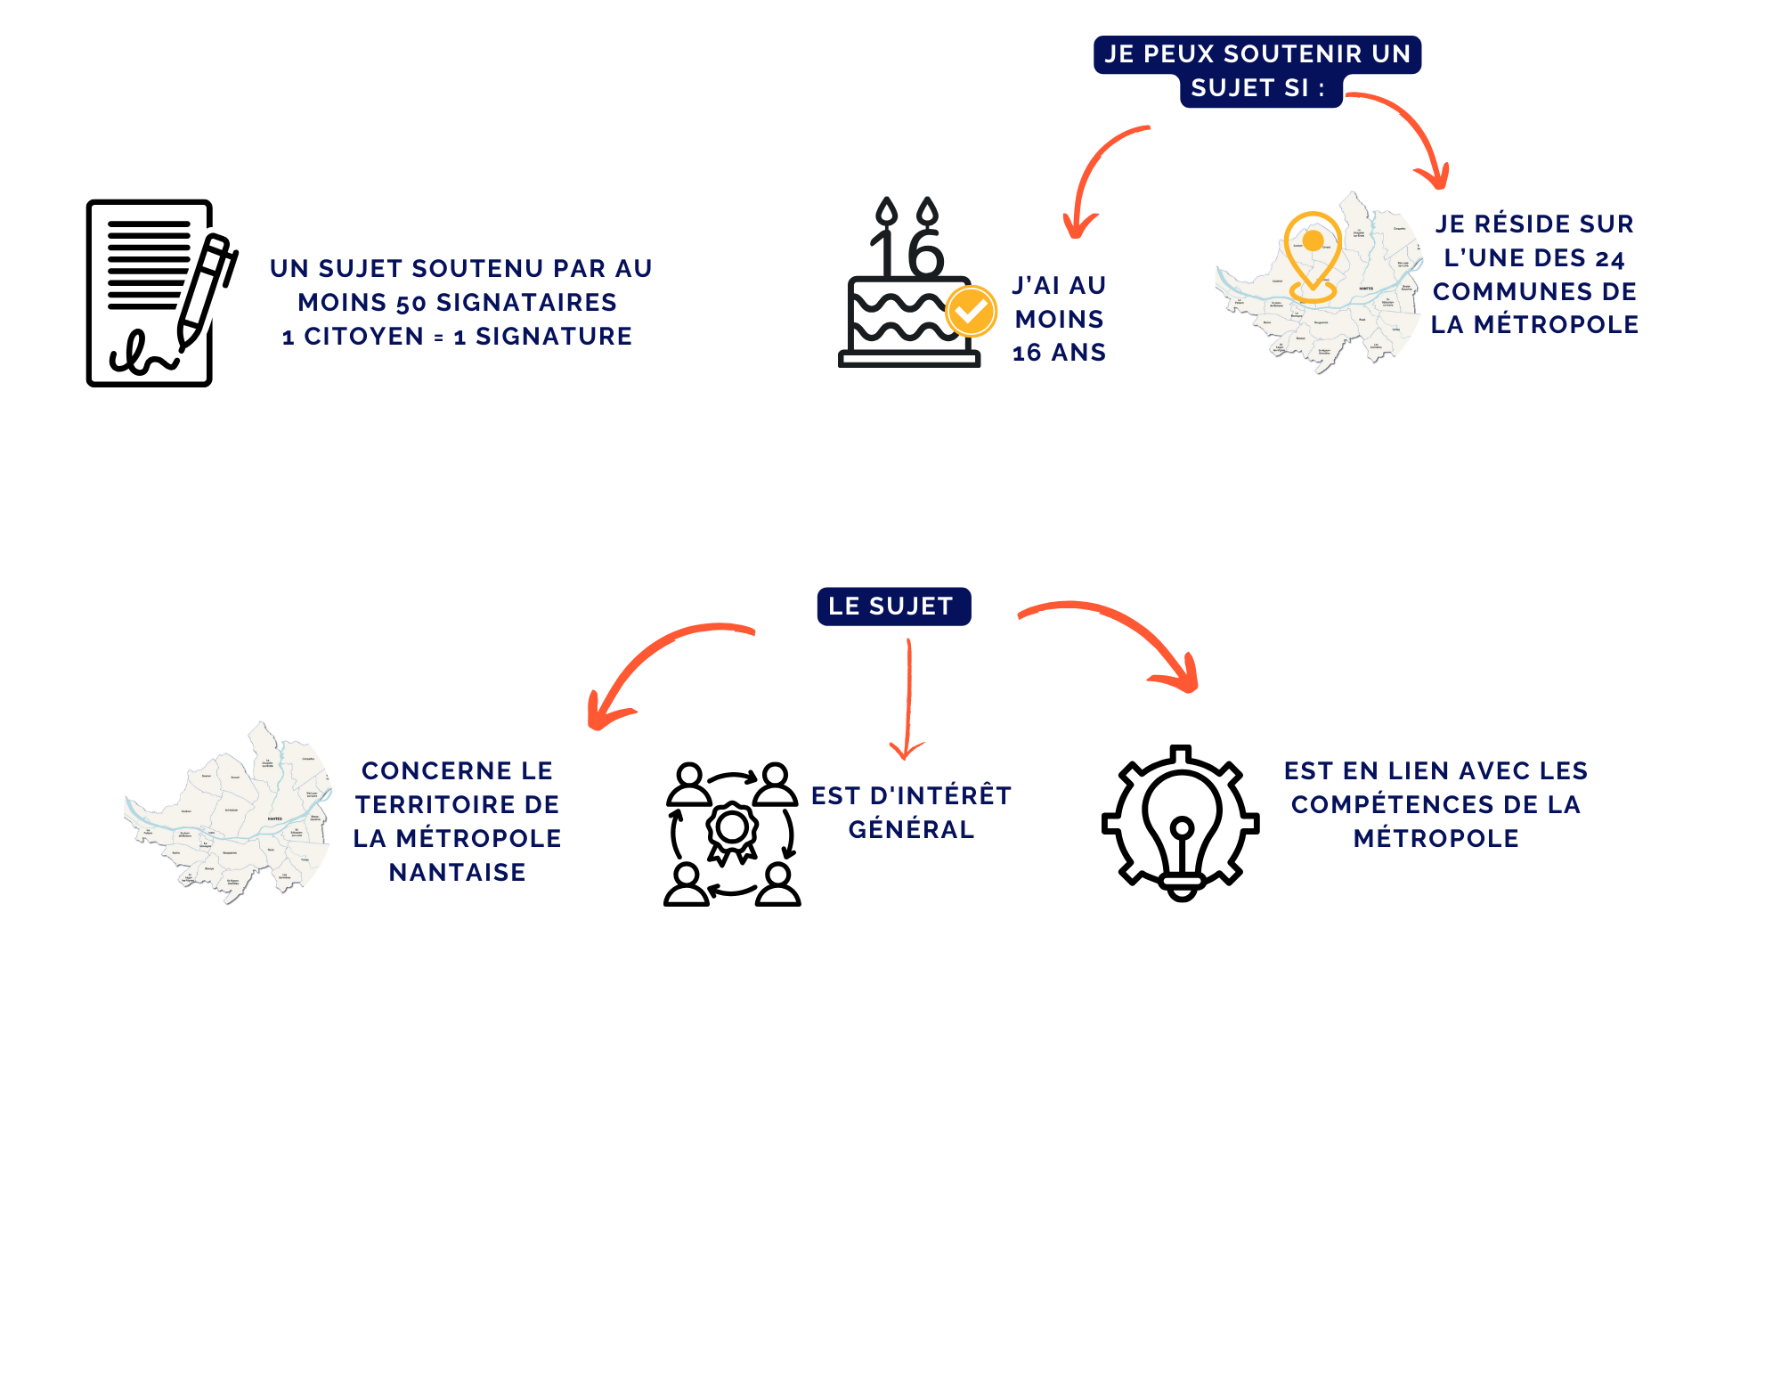 JE PEUX SOUTENIR UN
SUJET SI :
UN SUJET SOUTENU PAR AU
MOINS 50 SIGNATAIRES
1 CITOYEN = 1 SIGNATURE
16
J'AI AU
MOINS
16 ANS
JE RÉSIDE SUR
L'UNE DES 24
COMMUNES DE
LA MÉTROPOLE
NANTES
LE SUJET
CONCERNE LE
TERRITOIRE DE
LA MÉTROPOLE
NANTAISE
NANTES
EST D'INTÉRÊT
GÉNÉRAL
EST EN LIEN AVEC LES
COMPÉTENCES DE LA
MÉTROPOLE